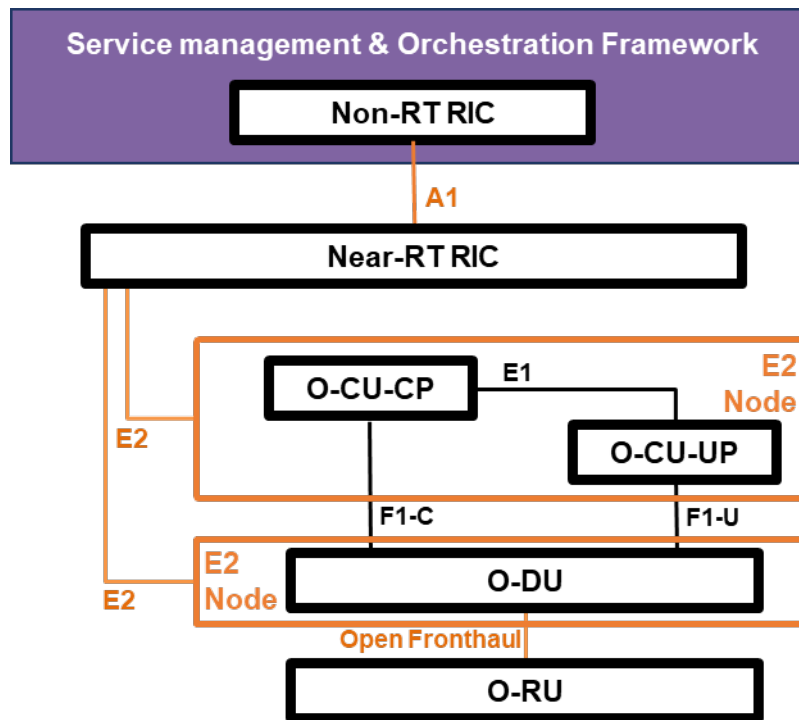 Service management & Orchestration Framework
Non-RT RIC
A1
Near-RT RIC
O-CU-CP
E1
E2
Node
E2
O-CU-UP
F1-C
F1-U
E2
Node
O-DU
E2
Open Fronthaul
O-RU